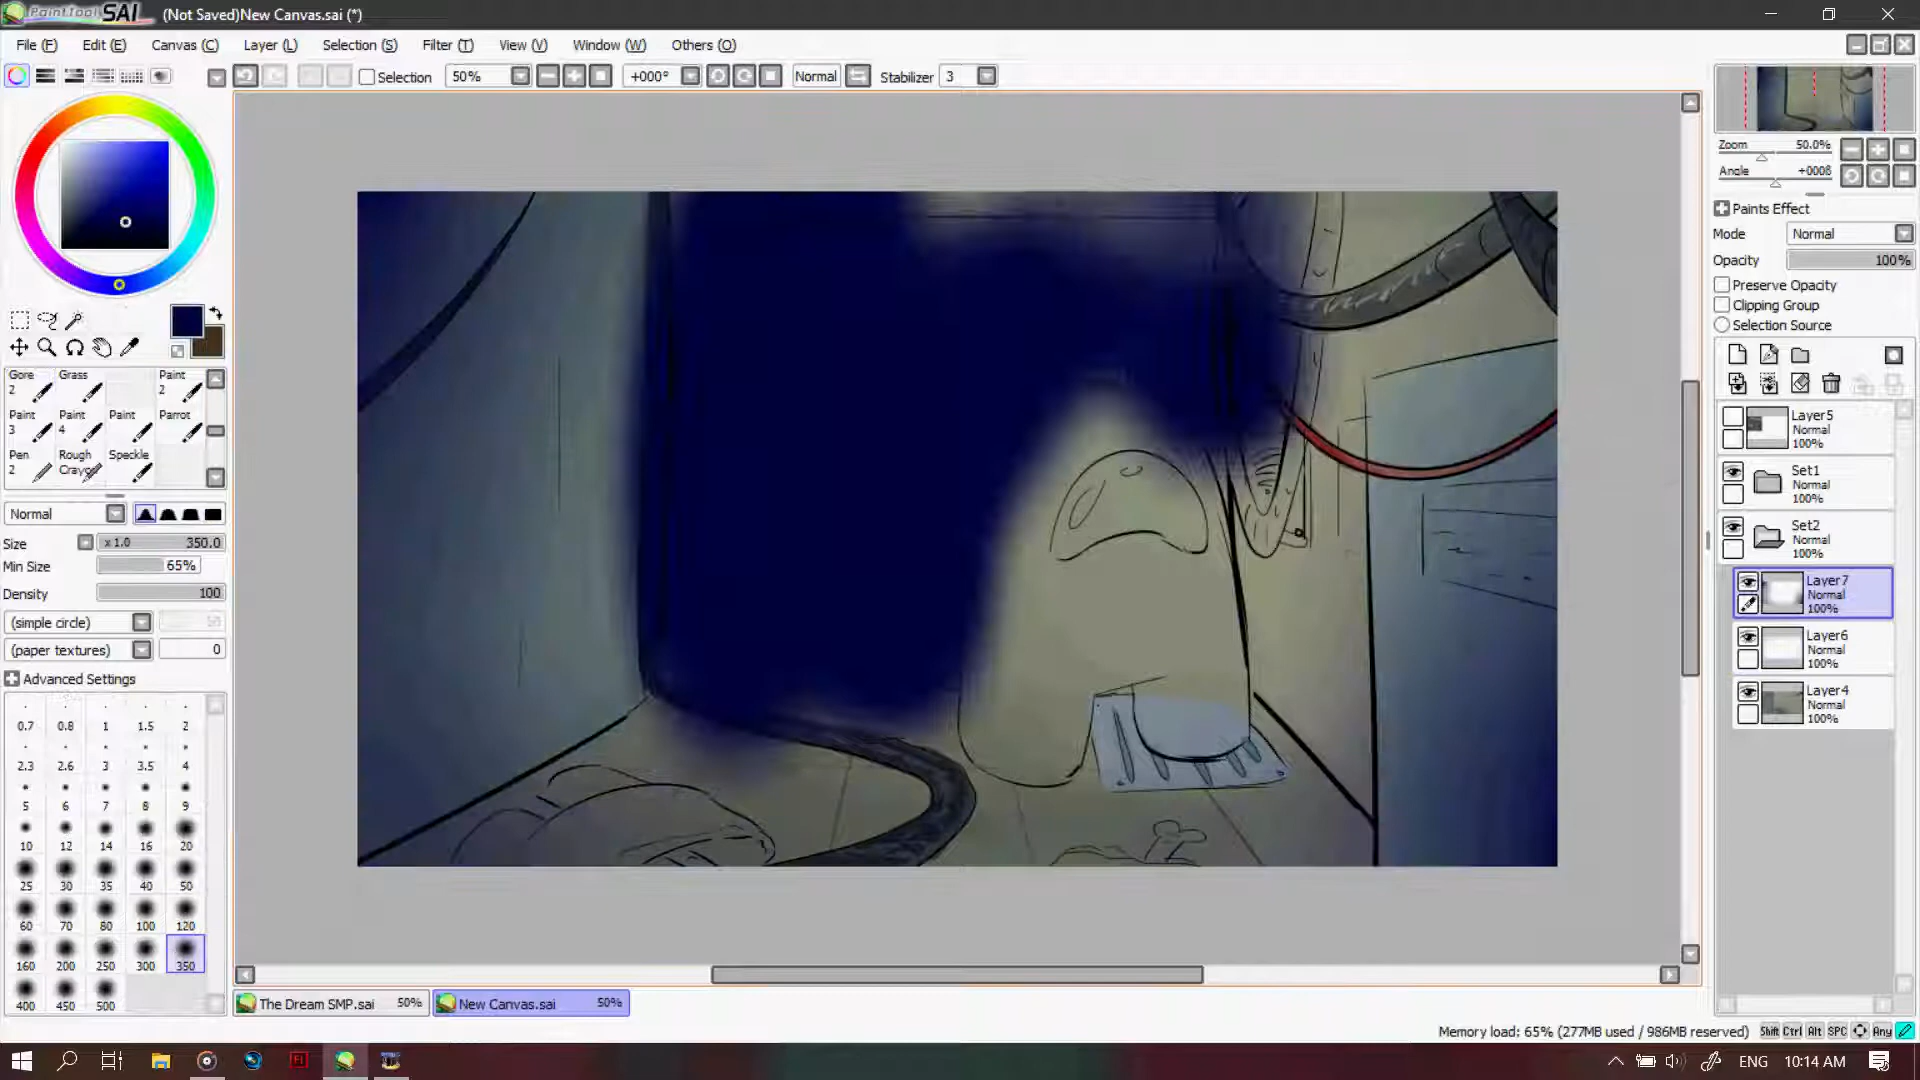 PaintTool SAI (Not Saved)New Canvas.sai (*)
File (F) Edit (E) Canvas (C) Layer (L) Selection (S) Filter (T) View (V) Window (W) Others (O)
Selection 50% +000° Normal Stabilizer 3
Zoom 50.0%
Angle
Paints Effect
Mode Normal
Opacity 100%
Preserve Opacity
Clipping Group
Selection Source
Gore 2 Grass Paint 2
Paint 3 Paint 4 Paint Parrot
Pen 2 Rough Crayon Speckle
Normal
Size x 1.0 350.0
Min Size 65%
Density 100
(simple circle)
(paper textures) 0
Advanced Settings
0.7 0.8 1 1.5 2
2.3 2.6 3 3.5 4
5 6 7 8 9
10 12 14 16 20
25 30 35 40 50
60 70 80 100 120
160 200 250 300 350
400 450 500
Layer5
Normal
100%
Set1
Normal
100%
Set2
Normal
100%
Layer7
Normal
100%
Layer6
Normal
100%
Layer4
Normal
100%
The Dream SMP.sai 50% New Canvas.sai 50%
Memory load: 65% (277MB used / 986MB reserved) Shift Ctrl Alt SPC Any
ENG 10:14 AM